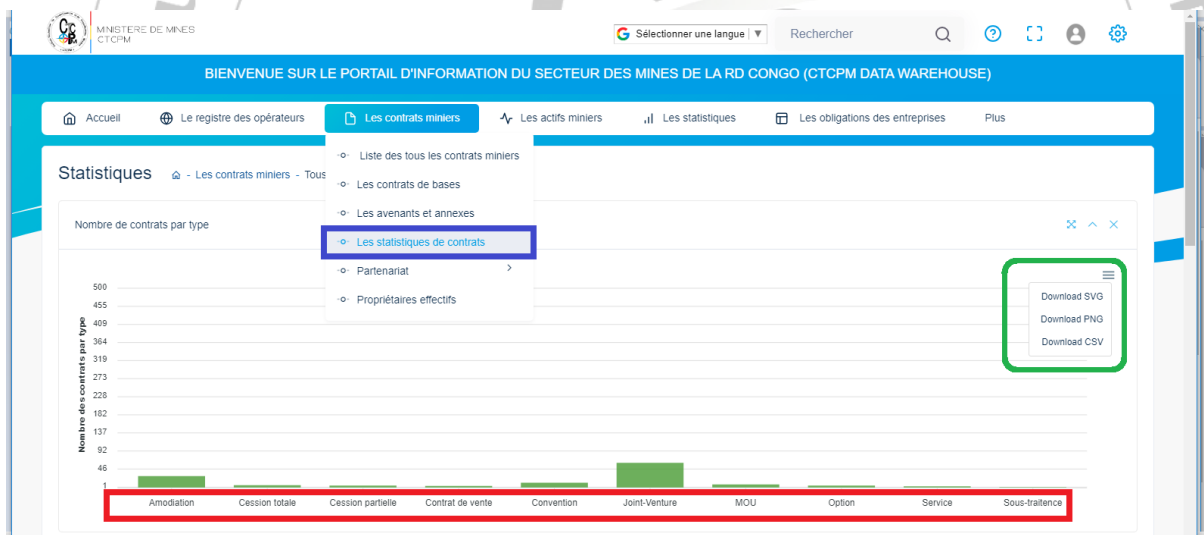 MINISTERE DE MINES
CTCPM
Sélectionner une langue
Rechercher
BIENVENUE SUR LE PORTAIL D'INFORMATION DU SECTEUR DES MINES DE LA RD CONGO (CTCPM DATA WAREHOUSE)
Accueil Le registre des opérateurs Les contrats miniers Les actifs miniers Les statistiques Les obligations des entreprises Plus
Liste des tous les contrats miniers
Les contrats de bases
Les avenants et annexes
Les statistiques de contrats
Partenariat
Propriétaires effectifs
Statistiques - Les contrats miniers - Tous
Nombre de contrats par type
Download SVG
Download PNG
Download CSV
Nombre des contrats par type
500
455
409
364
319
273
228
182
137
92
46
1
Amodiation Cession totale Cession partielle Contrat de vente Convention Joint-Venture MOU Option Service Sous-traitence